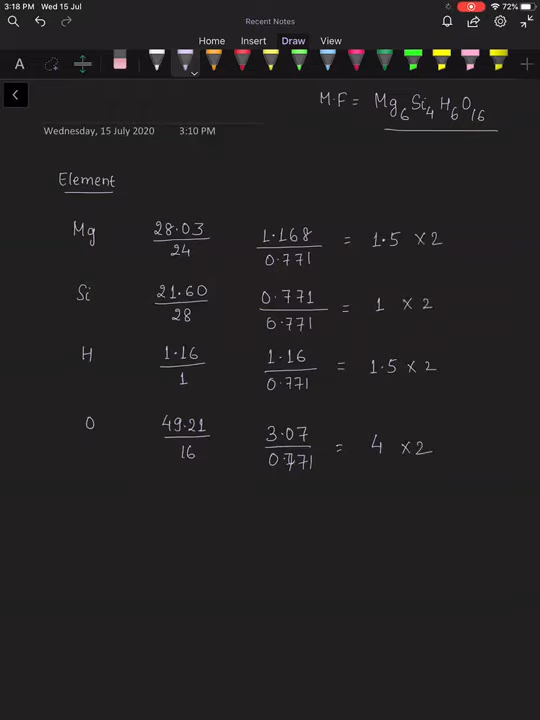 3:18 PM Wed 15 Jul 72%
Recent Notes
Home Insert Draw View
A
M.F = Mg6Si4H6O16
Wednesday, 15 July 2020 3:10 PM
Element
Mg 28.03/24 1.168/0.771 = 1.5 × 2
Si 21.60/28 0.771/0.771 = 1 × 2
H 1.16/1 1.16/0.771 = 1.5 × 2
O 49.21/16 3.07/0.771 = 4 × 2